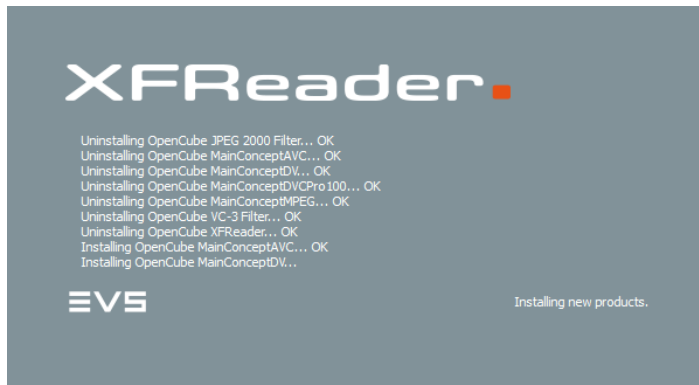 XFReader.
Uninstalling OpenCube JPEG 2000 Filter... OK
Uninstalling OpenCube MainConceptAVC... OK
Uninstalling OpenCube MainConceptDV... OK
Uninstalling OpenCube MainConceptDVCPro100... OK
Uninstalling OpenCube MainConceptMPEG... OK
Uninstalling OpenCube VC-3 Filter... OK
Uninstalling OpenCube XFReader... OK
Installing OpenCube MainConceptAVC... OK
Installing OpenCube MainConceptDV...
EVS
Installing new products.